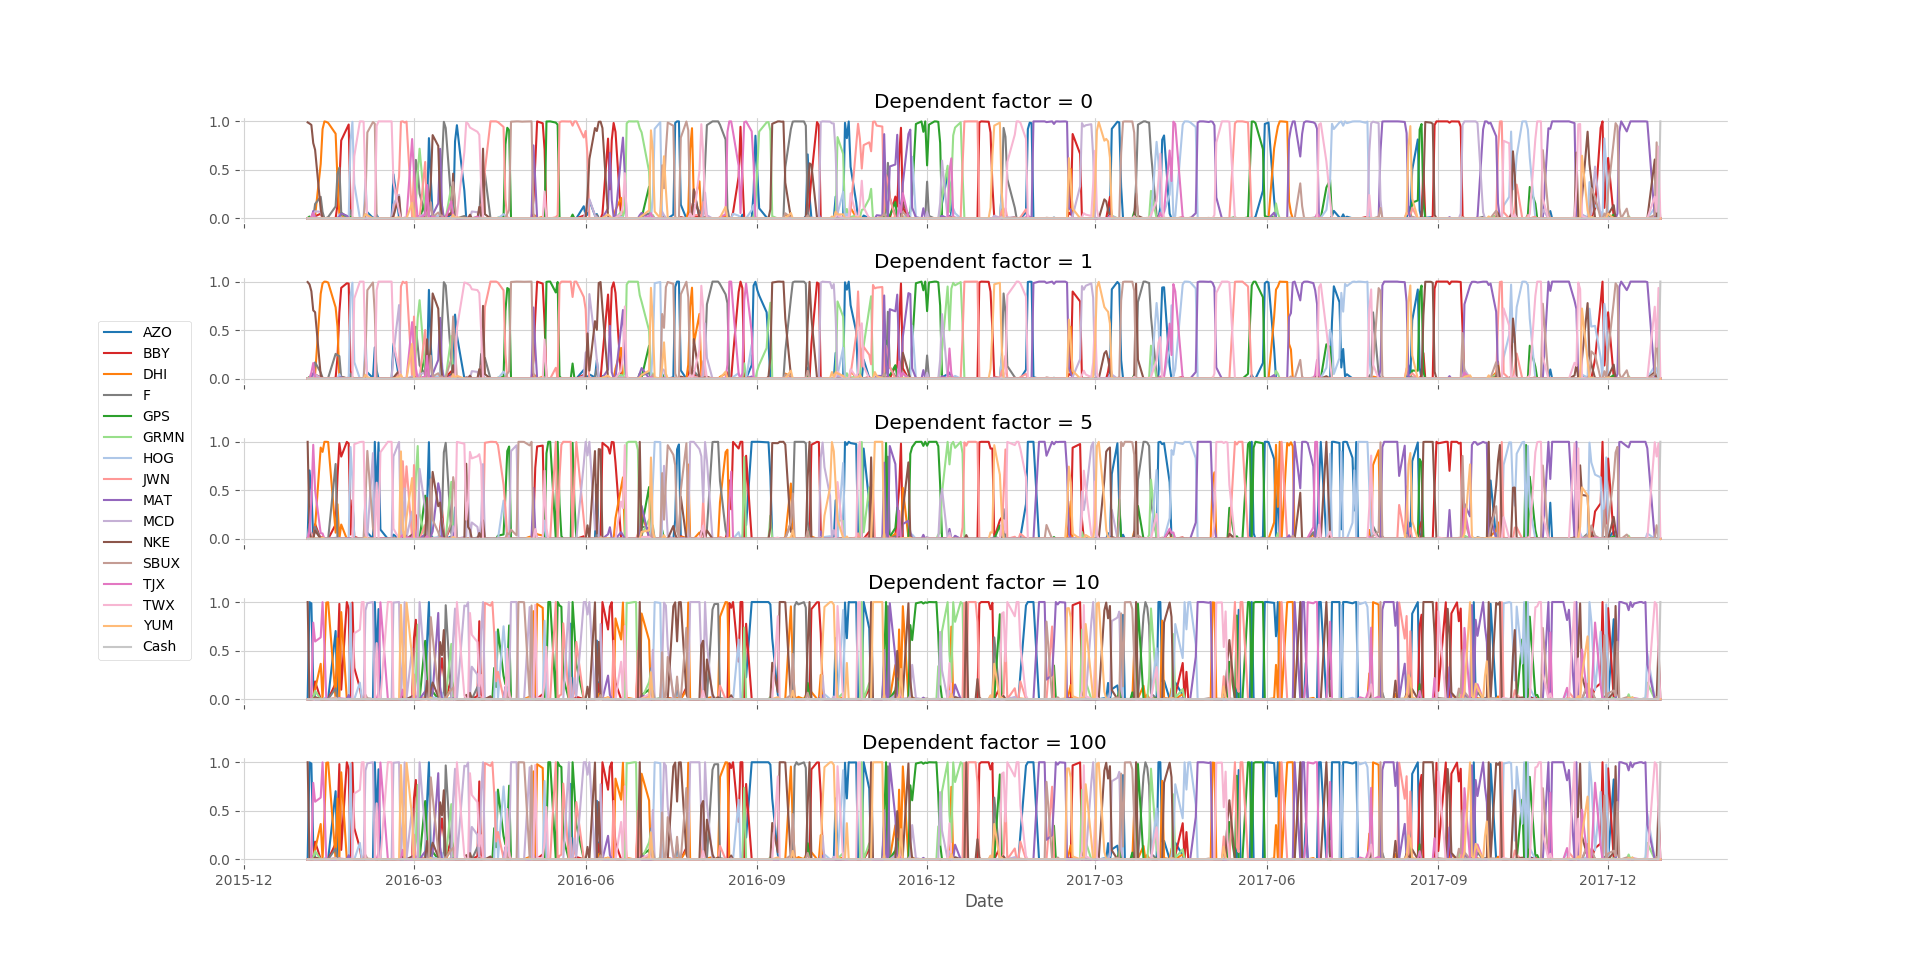 Dependent factor = 0
1.0
0.5
0.0
Dependent factor = 1
1.0
0.5
0.0
AZO
BBY
DHI
F
GPS
GRMN
HOG
JWN
MAT
MCD
NKE
SBUX
TJX
TWX
YUM
Cash
Dependent factor = 5
1.0
0.5
0.0
Dependent factor = 10
1.0
0.5
0.0
Dependent factor = 100
1.0
0.5
0.0
2015-12 2016-03 2016-06 2016-09 2016-12 2017-03 2017-06 2017-09 2017-12
Date